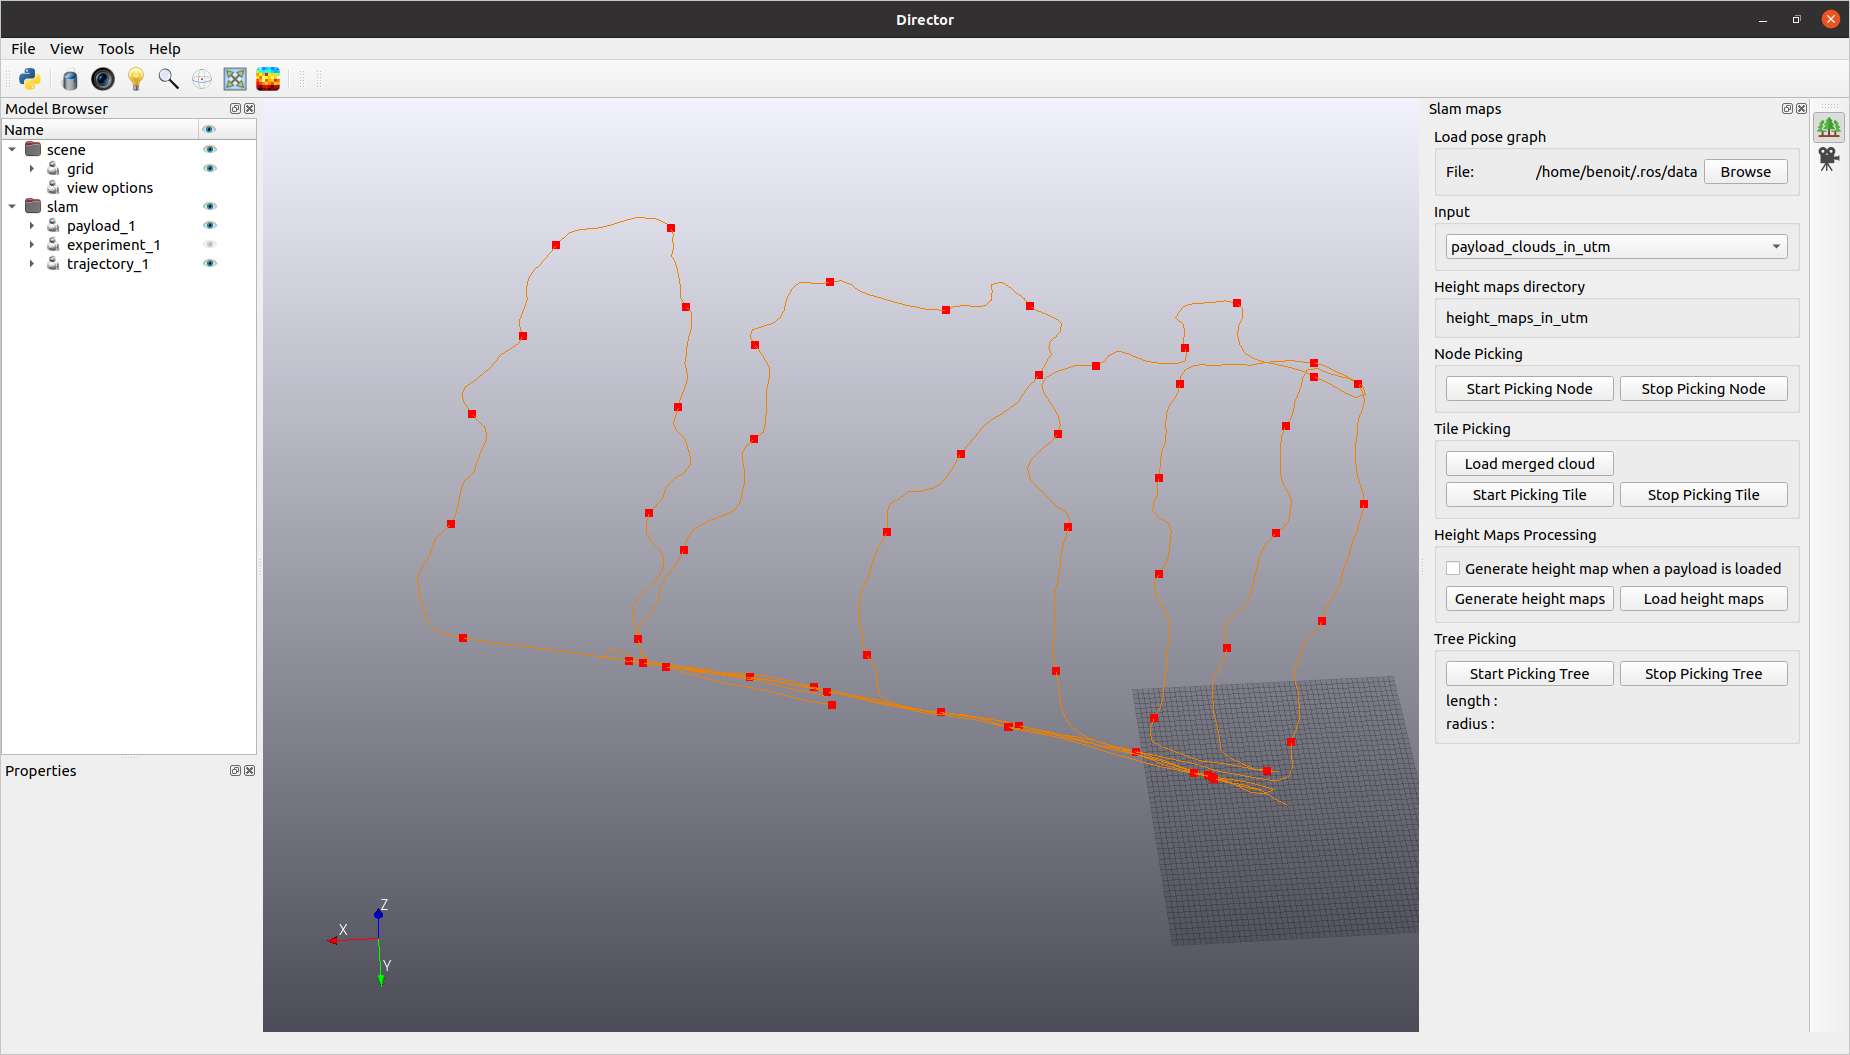 Director
File View Tools Help
Model Browser
Name
scene
grid
view options
slam
payload_1
experiment_1
trajectory_1
Properties
Z
X
Y
Slam maps
Load pose graph
File: /home/benoit/.ros/data Browse
Input
payload_clouds_in_utm
Height maps directory
height_maps_in_utm
Node Picking
Start Picking Node Stop Picking Node
Tile Picking
Load merged cloud
Start Picking Tile Stop Picking Tile
Height Maps Processing
Generate height map when a payload is loaded
Generate height maps Load height maps
Tree Picking
Start Picking Tree Stop Picking Tree
length :
radius :